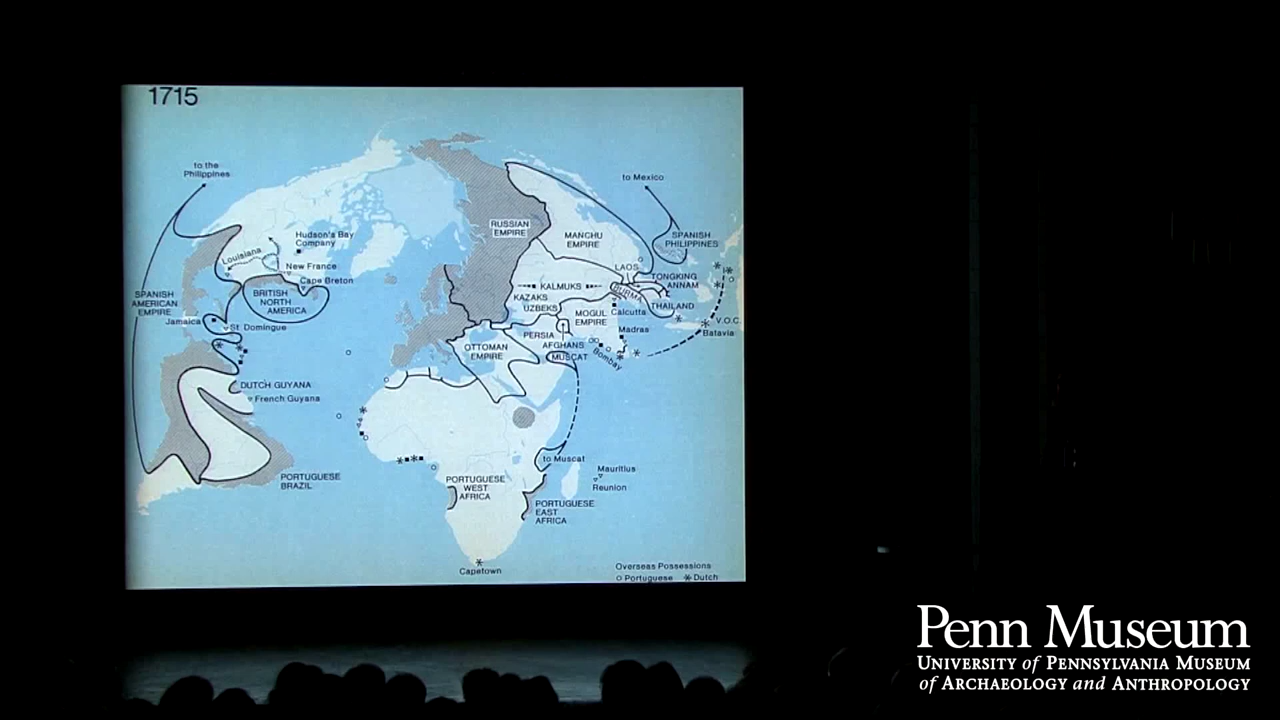 1715
to the
Philippines
to Mexico
RUSSIAN
EMPIRE
MANCHU
EMPIRE
SPANISH
PHILIPPINES
Hudson's Bay
Company
Louisiana
New France
Cape Breton
LAOS
TONGKING
ANNAM
KALMUKS
BURMA
SPANISH
AMERICAN
EMPIRE
BRITISH
NORTH
AMERICA
KAZAKS
UZBEKS
THAILAND
MOGUL
EMPIRE
Calcutta
Jamaica
St. Domingue
V.O.C.
Batavia
Madras
PERSIA
AFGHANS
MUSCAT
Bombay
OTTOMAN
EMPIRE
DUTCH GUYANA
French Guyana
to Muscat
Mauritius
Reunion
PORTUGUESE
BRAZIL
PORTUGUESE
WEST
AFRICA
PORTUGUESE
EAST
AFRICA
Capetown
Overseas Possessions
Portuguese Dutch
Penn Museum
UNIVERSITY of PENNSYLVANIA MUSEUM
of ARCHAEOLOGY and ANTHROPOLOGY